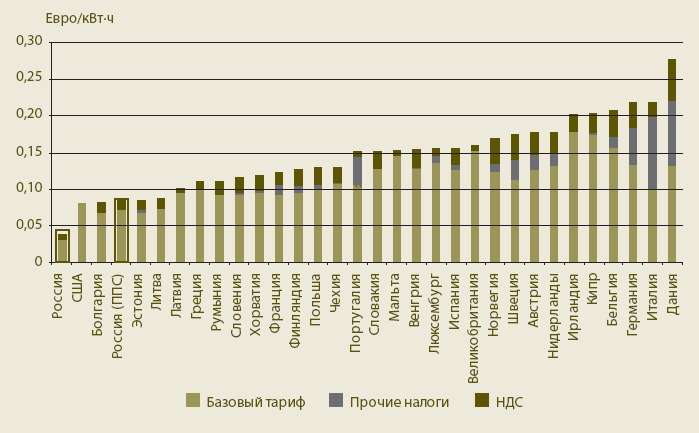 Евро/кВт·ч
0,30
0,25
0,20
0,15
0,10
0,05
0
Россия
США
Болгария
Россия (ППС)
Эстония
Литва
Латвия
Греция
Румыния
Словения
Хорватия
Франция
Финляндия
Польша
Чехия
Португалия
Словакия
Мальта
Венгрия
Люксембург
Испания
Великобритания
Норвегия
Швеция
Австрия
Нидерланды
Ирландия
Кипр
Бельгия
Германия
Италия
Дания
Базовый тариф Прочие налоги НДС